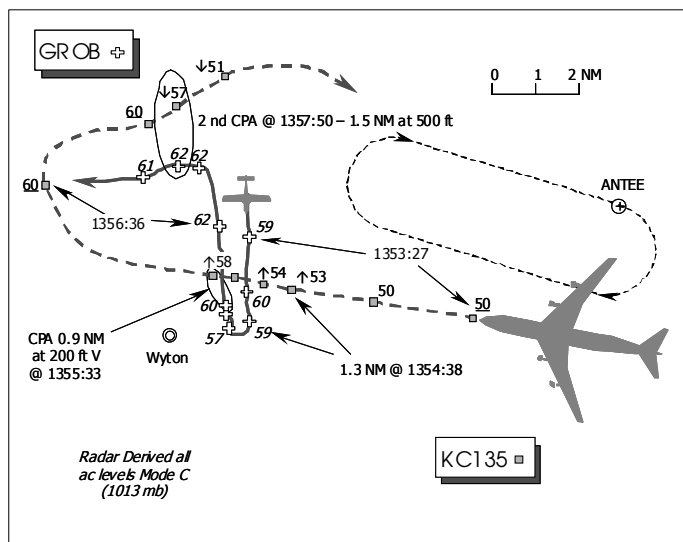 GROB
↓51
↓57
60
2 nd CPA @ 1357:50 – 1.5 NM at 500 ft
0 1 2 NM
61
62
62
60
ANTEE
1356:36
62
59
1353:27
↑58
↑54
↑53
60
60
50
50
CPA 0.9 NM
at 200 ft V
@ 1355:33
57
59
Wyton
1.3 NM @ 1354:38
Radar Derived all
ac levels Mode C
(1013 mb)
KC135